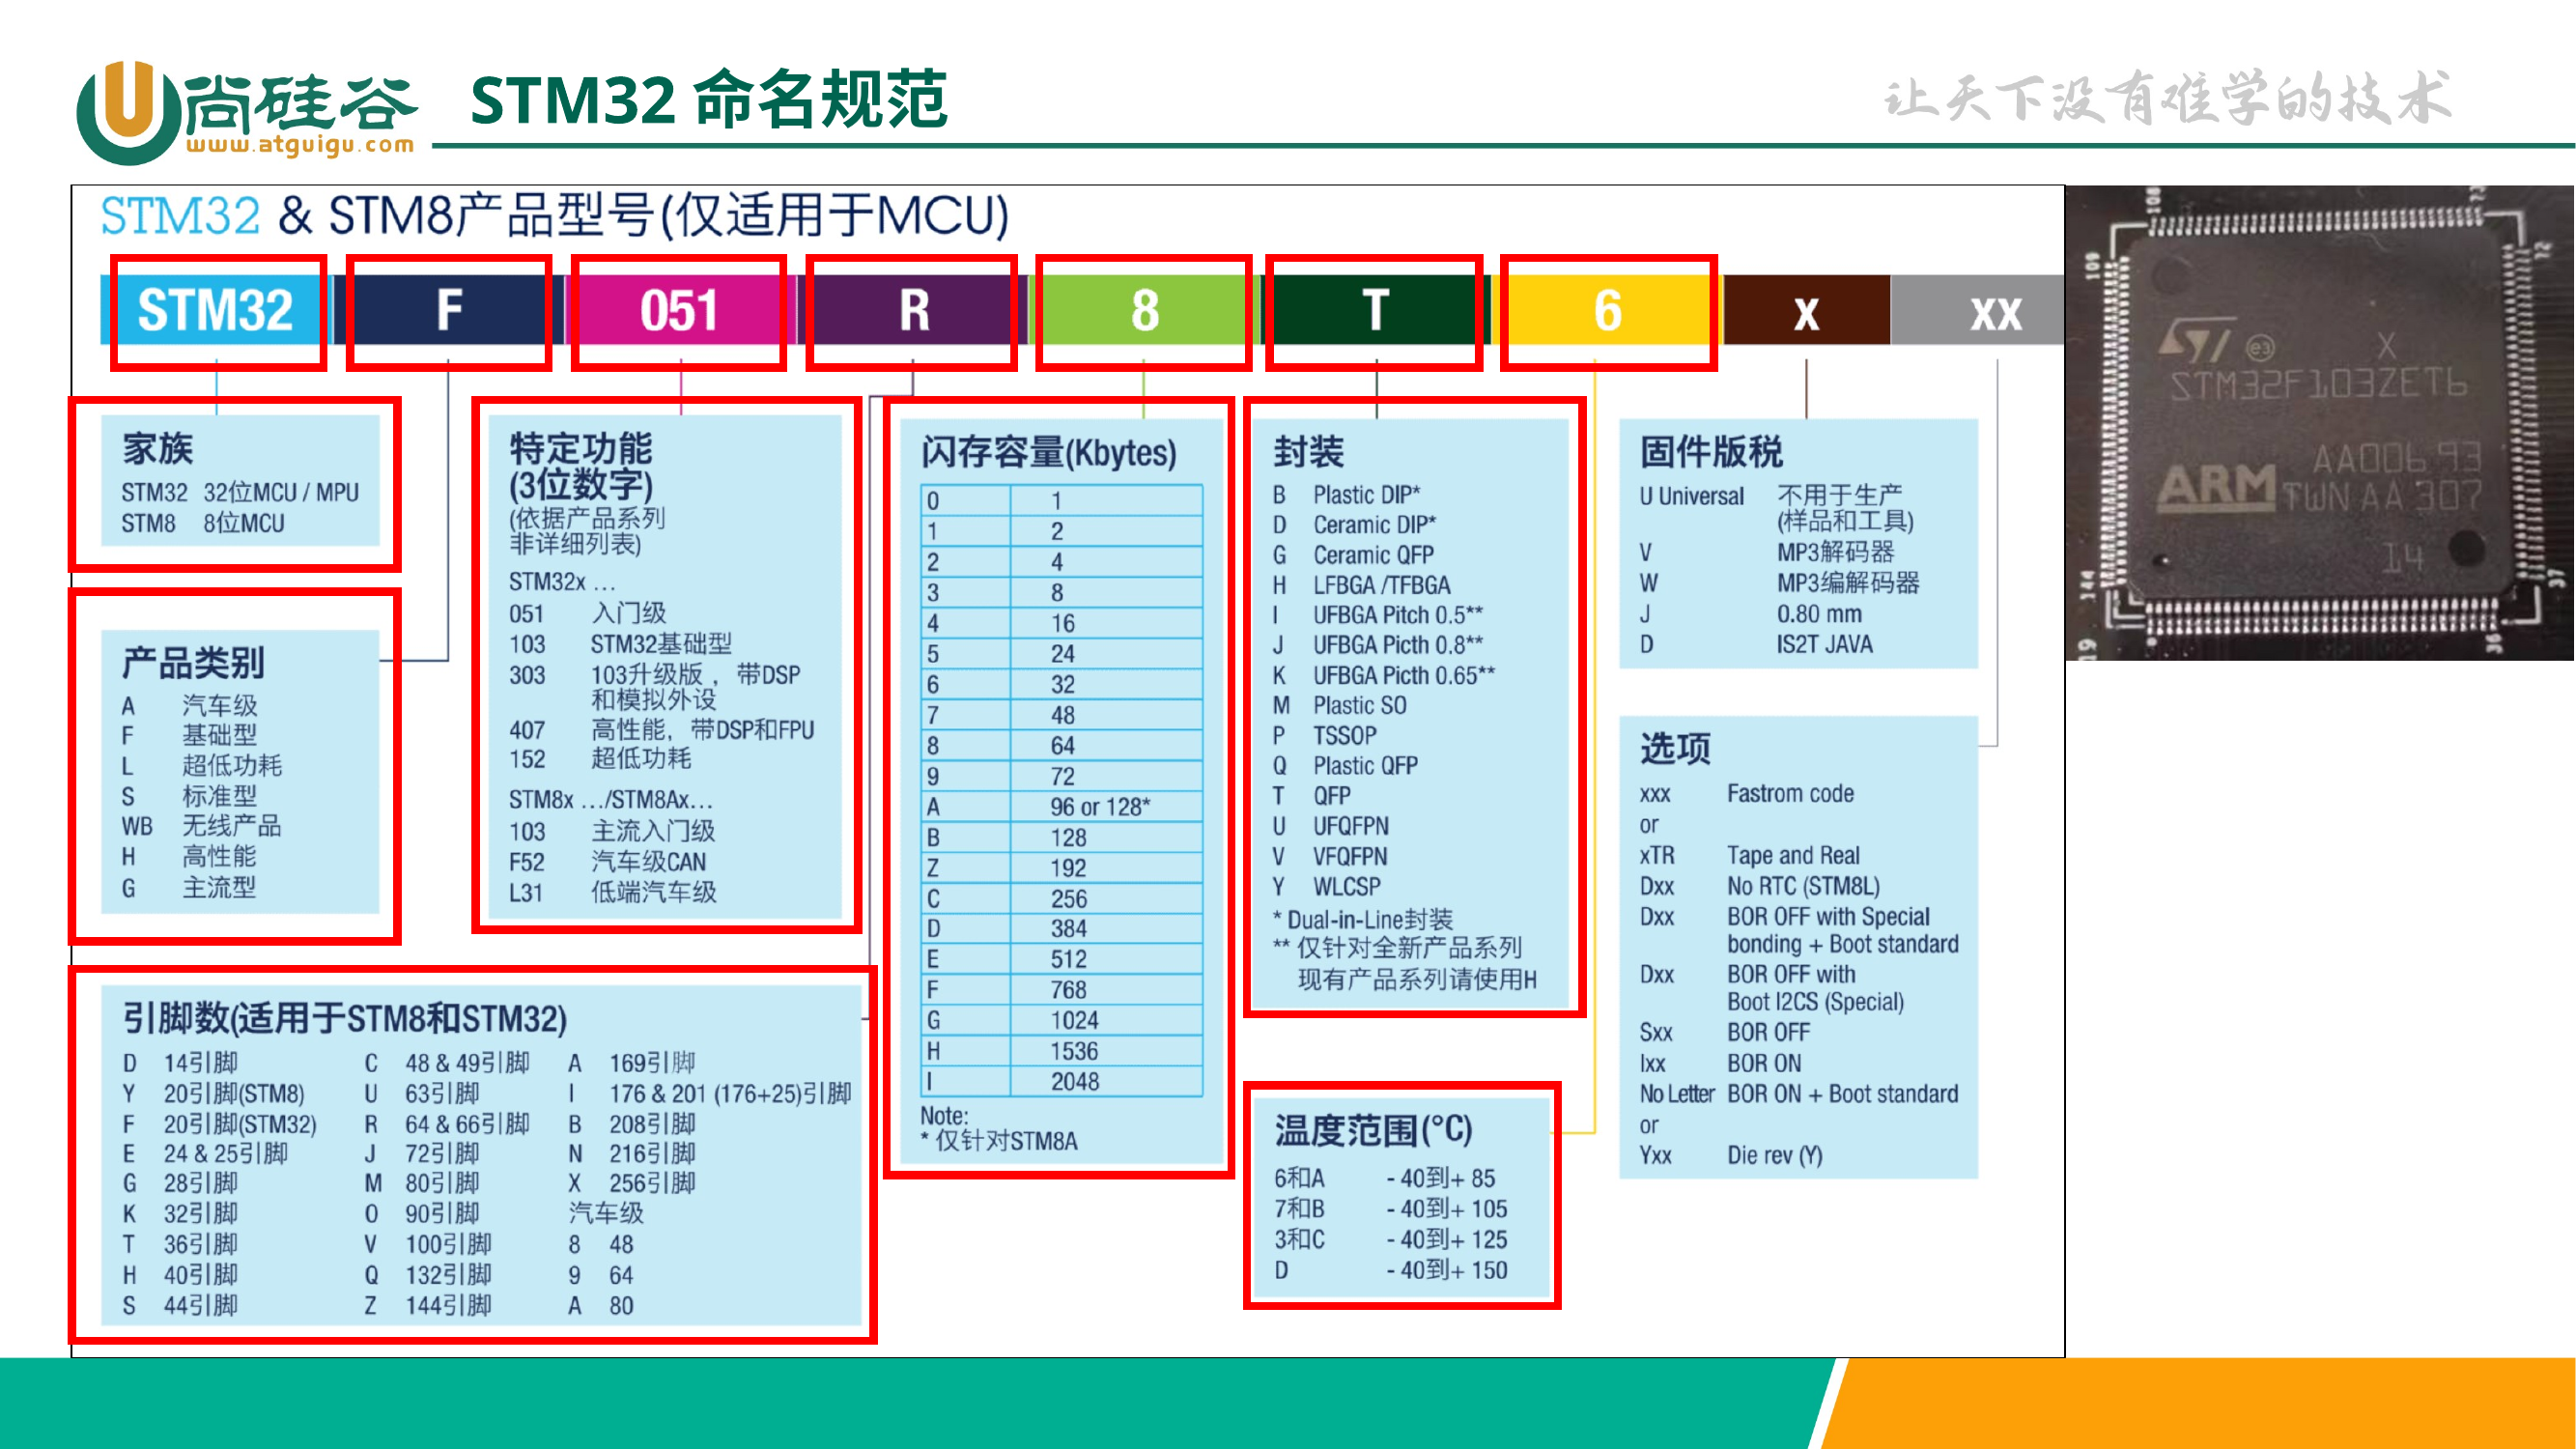 尚硅谷
www.atguigu.com
STM32 命名规范
让天下没有难学的技术
STM32 & STM8产品型号(仅适用于MCU)
STM32 F 051 R 8 T 6 x xx
家族
STM32 32位MCU / MPU
STM8 8位MCU
产品类别
A 汽车级
F 基础型
L 超低功耗
S 标准型
WB 无线产品
H 高性能
G 主流型
特定功能
(3位数字)
(依据产品系列
非详细列表)
STM32x ...
051 入门级
103 STM32基础型
303 103升级版，带DSP
和模拟外设
407 高性能，带DSP和FPU
152 超低功耗
STM8x .../STM8Ax...
103 主流入门级
F52 汽车级CAN
L31 低端汽车级
引脚数(适用于STM8和STM32)
D 14引脚
Y 20引脚(STM8)
F 20引脚(STM32)
E 24 & 25引脚
G 28引脚
K 32引脚
T 36引脚
H 40引脚
S 44引脚
C 48 & 49引脚
U 63引脚
R 64 & 66引脚
J 72引脚
M 80引脚
O 90引脚
V 100引脚
Q 132引脚
Z 144引脚
A 169引脚
I 176 & 201 (176+25)引脚
B 208引脚
N 216引脚
X 256引脚
汽车级
8 48
9 64
A 80
闪存容量(Kbytes)
0 1
1 2
2 4
3 8
4 16
5 24
6 32
7 48
8 64
9 72
A 96 or 128*
B 128
Z 192
C 256
D 384
E 512
F 768
G 1024
H 1536
I 2048
Note:
* 仅针对STM8A
封装
B Plastic DIP*
D Ceramic DIP*
G Ceramic QFP
H LFBGA /TFBGA
I UFBGA Pitch 0.5**
J UFBGA Picth 0.8**
K UFBGA Picth 0.65**
M Plastic SO
P TSSOP
Q Plastic QFP
T QFP
U UFQFPN
V VFQFPN
Y WLCSP
* Dual-in-Line封装
** 仅针对全新产品系列
现有产品系列请使用H
温度范围(°C)
6和A - 40到+ 85
7和B - 40到+ 105
3和C - 40到+ 125
D - 40到+ 150
固件版税
U Universal 不用于生产
(样品和工具)
V MP3解码器
W MP3编解码器
J 0.80 mm
D IS2T JAVA
选项
xxx Fastrom code
or
xTR Tape and Real
Dxx No RTC (STM8L)
Dxx BOR OFF with Special
bonding + Boot standard
Dxx BOR OFF with
Boot I2CS (Special)
Sxx BOR OFF
Ixx BOR ON
No Letter BOR ON + Boot standard
or
Yxx Die rev (Y)
108
109
72
ST e3 X
STM32F103ZET6
AA006 93
ARM TWN AA 307
14
144
37
36